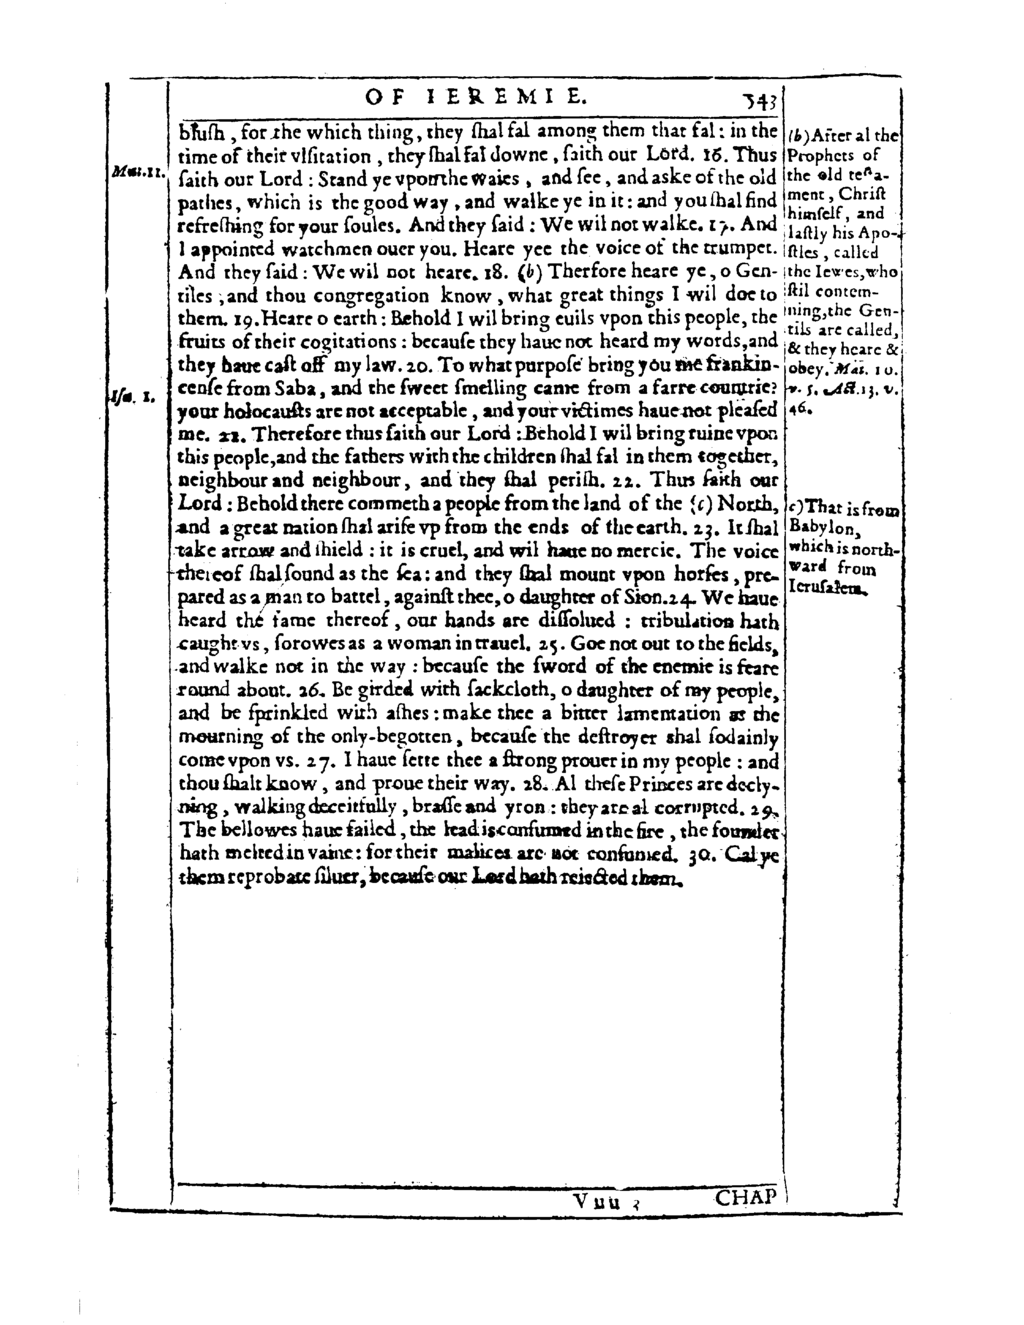 OF IEREMIE. 543
blush, for the which thing, they shal fal among them that fal: in the
time of their visitation, they shal fal downe, saith our Lord. 16. Thus
saith our Lord: Stand ye vpon the waies, and see, and aske of the old
pathes, which is the good way, and walke ye in it: and you shal find
refreshing for your soules. And they said: We wil not walke. 17. And
I appointed watchmen ouer you. Heare yee the voice of the trumpet.
And they said: We wil not heare. 18. (b) Therfore heare ye, o Gen-
tiles, and thou congregation know, what great things I wil doe to
them. 19. Heare o earth: Behold I wil bring euils vpon this people, the
fruits of their cogitations: because they haue not heard my words, and
they haue cast off my law. 20. To what purpose bring you me frankin-
cense from Saba, and the sweet smelling cane from a farre countrie?
your holocausts are not acceptable, and your victimes haue not pleased
me. 21. Therefore thus saith our Lord: Behold I wil bring ruine vpon
this people, and the fathers with the children shal fal in them together,
neighbour and neighbour, and they shal perish. 22. Thus saith our
Lord: Behold there commeth a people from the land of the (c) North,
and a great nation shal arise vp from the ends of the earth. 23. It shal
take arrow and shield: it is cruel, and wil haue no mercie. The voice
thereof shal sound as the sea: and they shal mount vpon horses, pre-
pared as a man to battel, against thee, o daughter of Sion. 24. We haue
heard the fame thereof, our hands are dissolued: tribulation hath
caught vs, sorowes as a woman in trauel. 25. Goe not out to the fields,
and walke not in the way: because the sword of the enemie is feare
round about. 26. Be girded with sackcloth, o daughter of my people,
and be sprinkled with ashes: make thee a bitter lamentation as the
mourning of the only-begotten, because the destroyer shal sodainly
come vpon vs. 27. I haue sette thee a strong prouer in my people: and
thou shalt know, and proue their way. 28. Al these Princes are decly-
ning, walking deceitfully, brasse and yron: they are al corrupted. 29.
The bellowes haue failed, the lead is consumed in the fire, the founder
hath melted in vaine: for their malices are not consumed. 30. Cal ye
them reprobate siluer, because our Lord hath reiected them.
Mat. 11.
Isa. 1.
(b) After al the
Prophets of
the old testa-
ment, Christ
himself, and
lastly his Apo-
stles, called
the Iewes, who
stil contem-
ning, the Gen-
tils are called,
& they heare &
obey. Mat. 10.
v. 5. Act. 13. v.
46.
c) That is from
Babylon,
which is north-
ward from
Ierusalem.
Vuu 3 CHAP